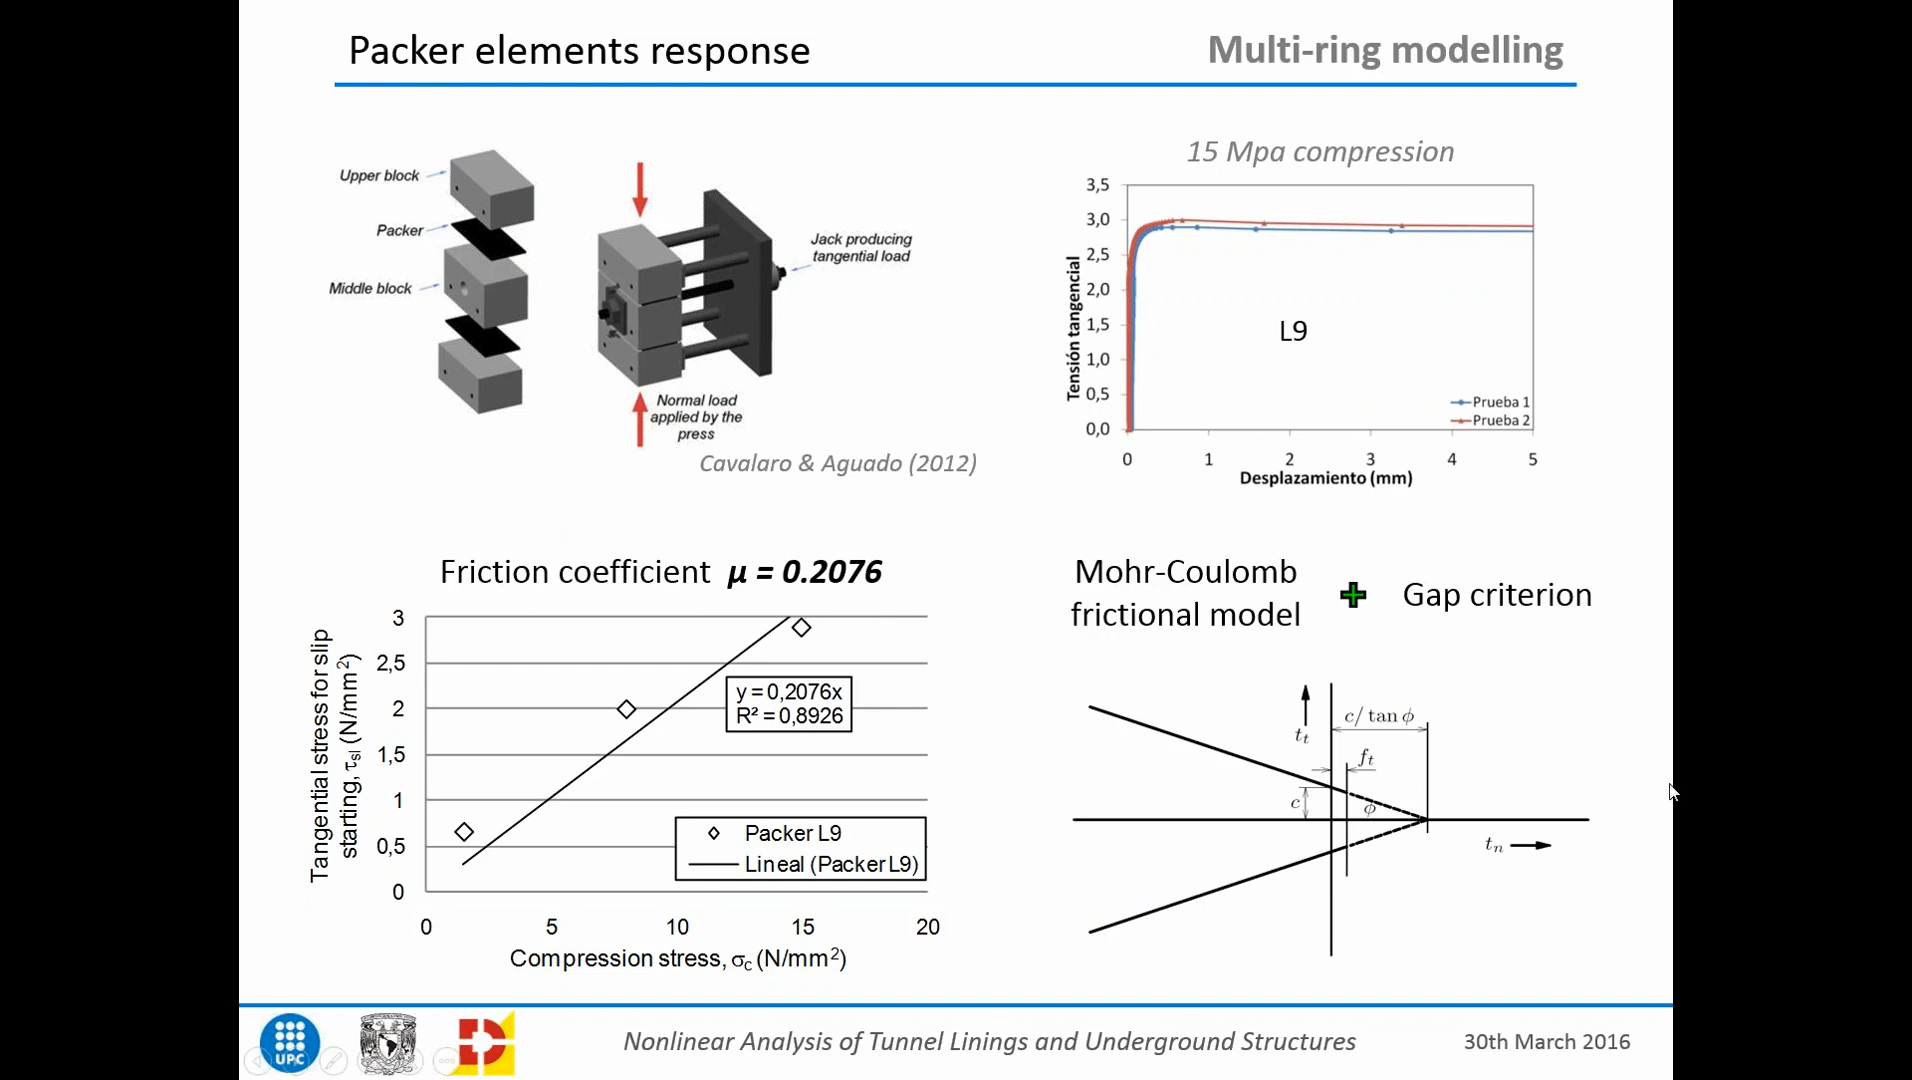 Packer elements response
Multi-ring modelling
Upper block
Packer
Middle block
Jack producing
tangential load
Normal load
applied by the
press
Cavalaro & Aguado (2012)
15 Mpa compression
Tensión tangencial
3,5
3,0
2,5
2,0
1,5
1,0
0,5
0,0
L9
Prueba 1
Prueba 2
0 1 2 3 4 5
Desplazamiento (mm)
Friction coefficient μ = 0.2076
Tangential stress for slip
starting, τsl (N/mm²)
3
2,5
2
1,5
1
0,5
0
y = 0,2076x
R² = 0,8926
Packer L9
Lineal (Packer L9)
0 5 10 15 20
Compression stress, σc (N/mm²)
Mohr-Coulomb
frictional model
Gap criterion
c/ tan ϕ
tt
ft
c
ϕ
tn
UPC
Nonlinear Analysis of Tunnel Linings and Underground Structures
30th March 2016